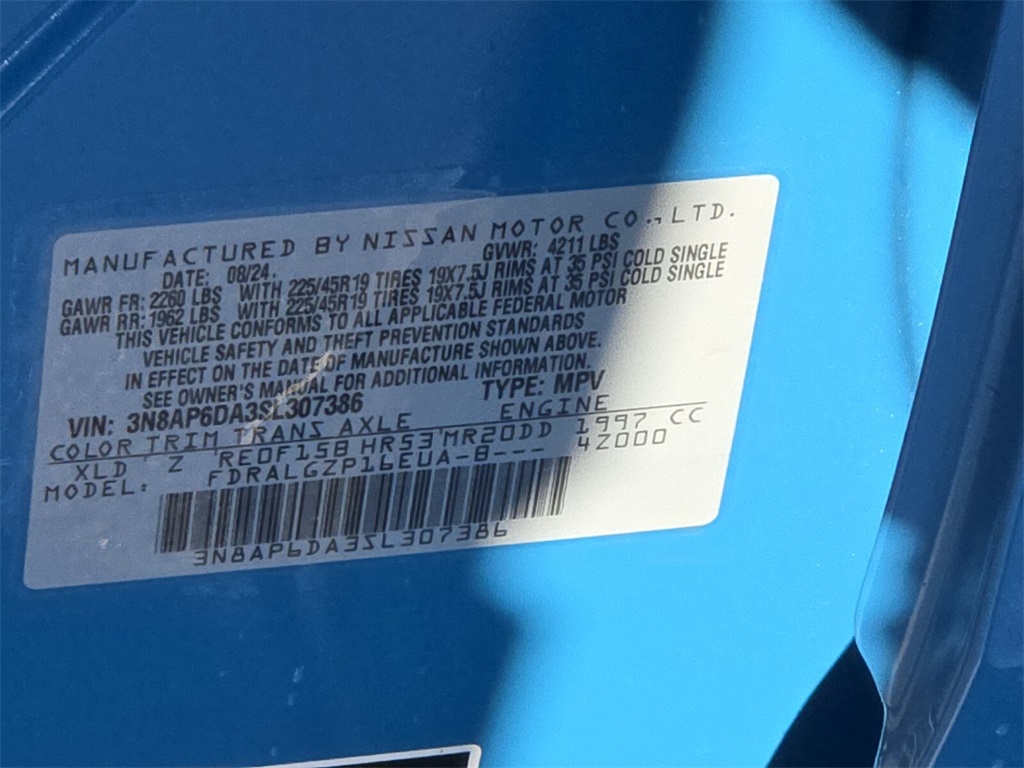 MANUFACTURED BY NISSAN MOTOR CO., LTD.
DATE: 08/24. GVWR: 4211 LBS
GAWR FR: 2260 LBS WITH 225/45R19 TIRES 19X7.5J RIMS AT 35 PSI COLD SINGLE
GAWR RR: 1962 LBS WITH 225/45R19 TIRES 19X7.5J RIMS AT 35 PSI COLD SINGLE
THIS VEHICLE CONFORMS TO ALL APPLICABLE FEDERAL MOTOR
VEHICLE SAFETY AND THEFT PREVENTION STANDARDS
IN EFFECT ON THE DATE OF MANUFACTURE SHOWN ABOVE.
SEE OWNER'S MANUAL FOR ADDITIONAL INFORMATION.
VIN: 3N8AP6DA3SL307386 TYPE: MPV
COLOR TRIM TRANS AXLE ENGINE
XLD Z RE0F15B HR53 MR20DD 1997 CC
MODEL: FDRALGZP16EUA-B--- 4Z000
3N8AP6DA3SL307386